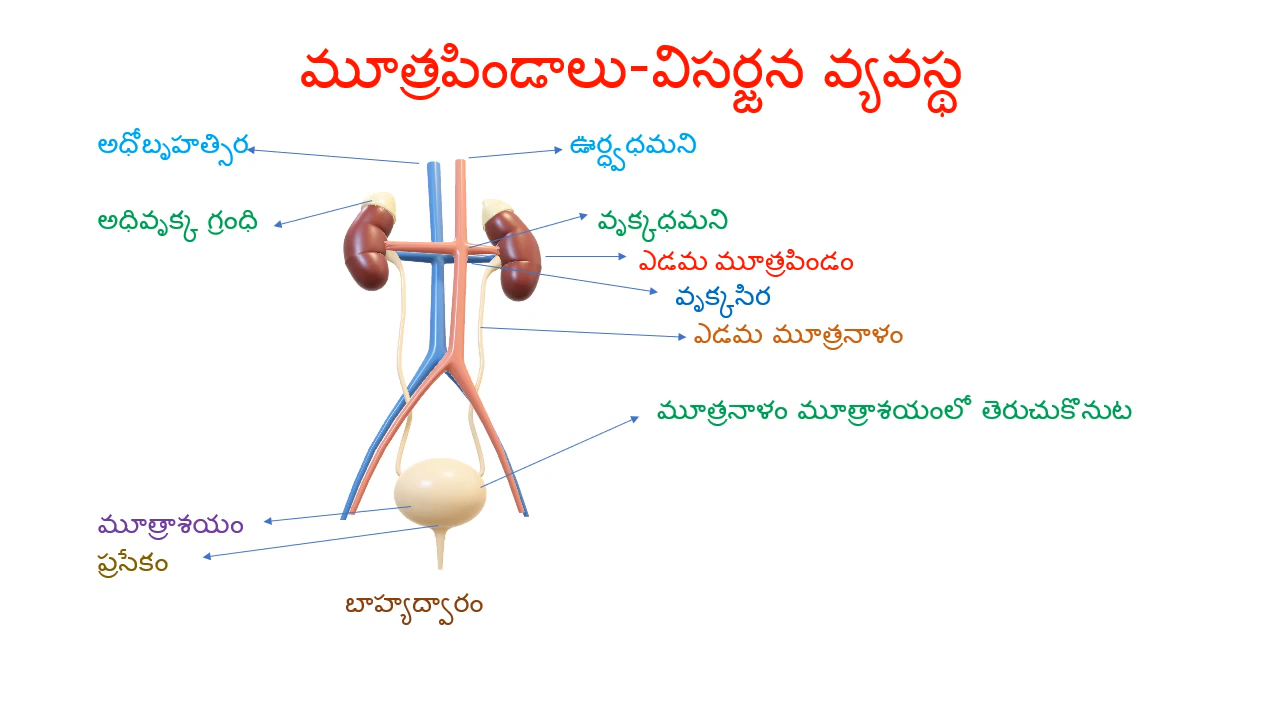 మూత్రపిండాలు-విసర్జన వ్యవస్థ
అధోబృహత్సిర
ఊర్ధ్వధమని
అధివృక్క గ్రంధి
వృక్కధమని
ఎడమ మూత్రపిండం
వృక్కసిర
ఎడమ మూత్రనాళం
మూత్రనాళం మూత్రాశయంలో తెరుచుకొనుట
మూత్రాశయం
ప్రసేకం
బాహ్యద్వారం